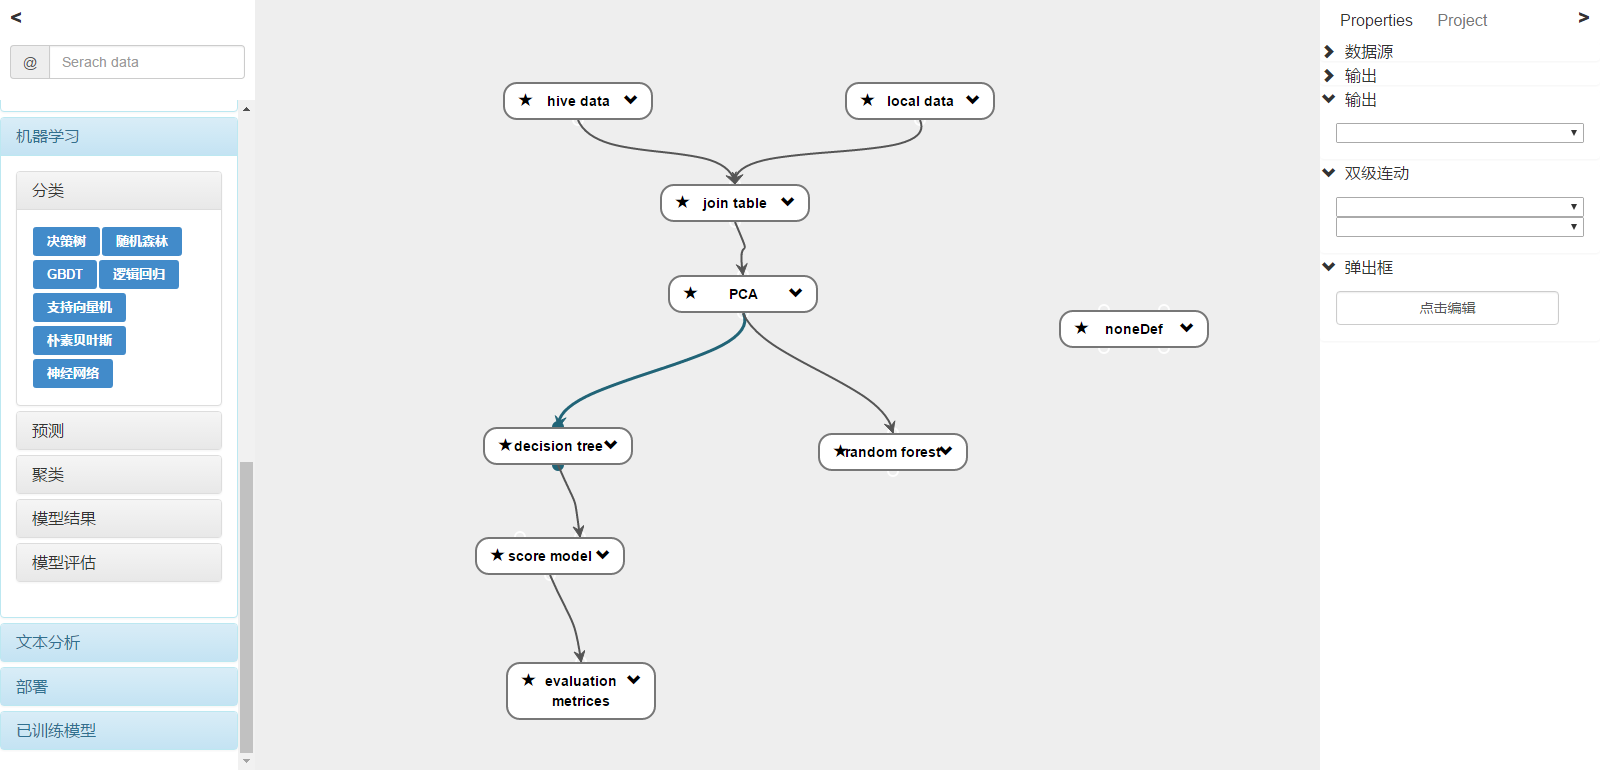 <
@ Serach data
机器学习
分类
决策树 随机森林
GBDT 逻辑回归
支持向量机
朴素贝叶斯
神经网络
预测
聚类
模型结果
模型评估
文本分析
部署
已训练模型
hive data
local data
join table
PCA
noneDef
decision tree
random forest
score model
evaluation
metrices
Properties Project >
数据源
输出
输出
双级连动
弹出框
点击编辑